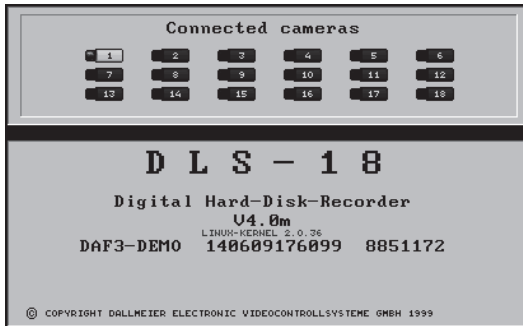 Connected cameras
1 2 3 4 5 6
7 8 9 10 11 12
13 14 15 16 17 18
DLS-18
Digital Hard-Disk-Recorder
V4.0m
LINUX-KERNEL 2.0.36
DAF3-DEMO 140609176099 8851172
© COPYRIGHT DALLMEIER ELECTRONIC VIDEOCONTROLLSYSTEME GMBH 1999